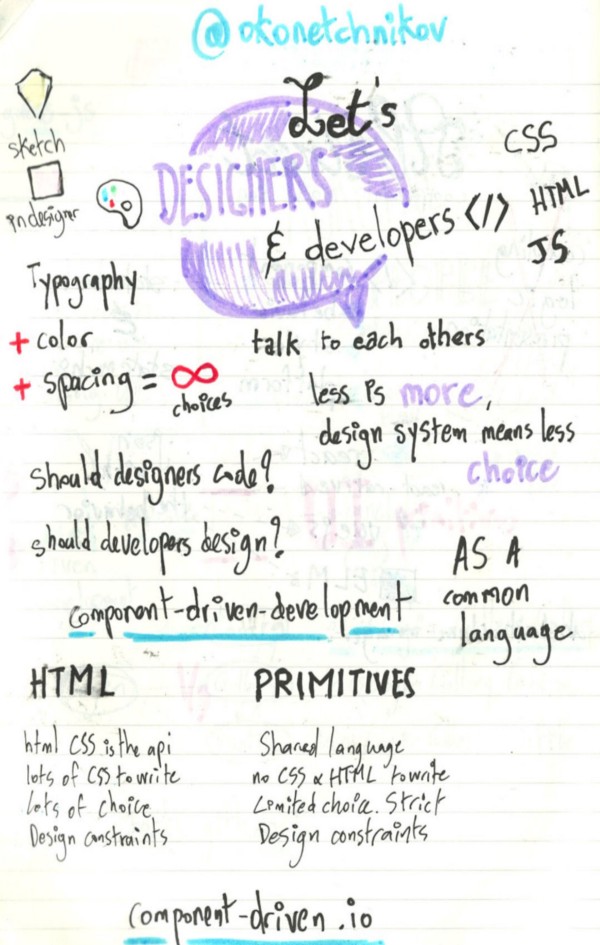 @okonetchnikov
Let's
DESIGNERS
& developers </>
CSS
HTML
JS
sketch
indesigner
Typography
+ color
+ spacing = ∞
choices
talk to each others
less is more,
design system means less
choice
should designers code?
should developers design?
component-driven-development
AS A
common
language
HTML
html CSS is the api
lots of CSS to write
Lots of choice
Design constraints
PRIMITIVES
Shared language
no CSS & HTML to write
Limited choice. Strict
Design constraints
component-driven.io